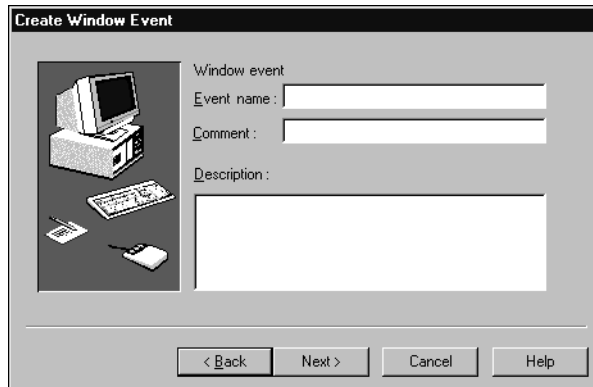 Create Window Event
Window event
Event name :
Comment :
Description :
< Back Next > Cancel Help